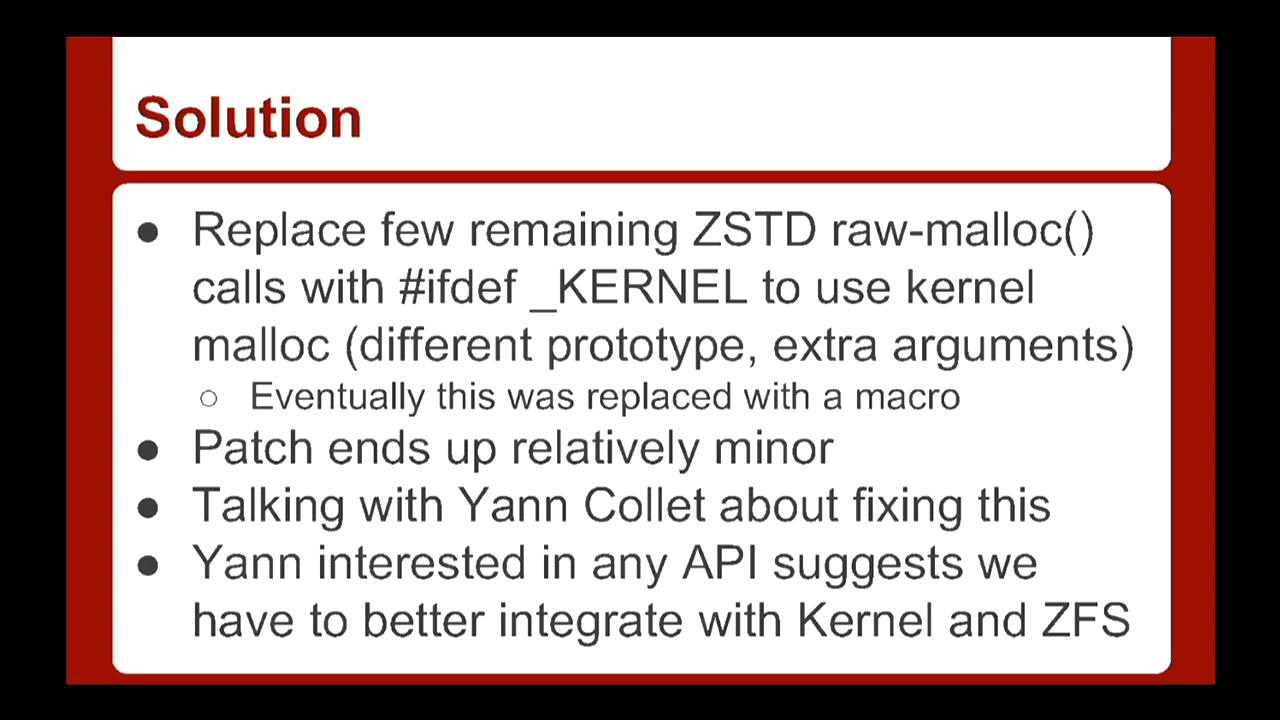 Solution
● Replace few remaining ZSTD raw-malloc()
calls with #ifdef _KERNEL to use kernel
malloc (different prototype, extra arguments)
○ Eventually this was replaced with a macro
● Patch ends up relatively minor
● Talking with Yann Collet about fixing this
● Yann interested in any API suggests we
have to better integrate with Kernel and ZFS